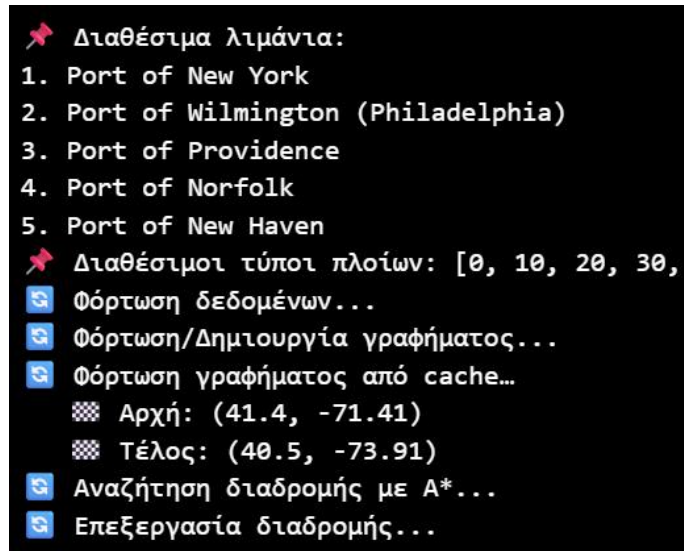 📌 Διαθέσιμα λιμάνια:
1. Port of New York
2. Port of Wilmington (Philadelphia)
3. Port of Providence
4. Port of Norfolk
5. Port of New Haven
📌 Διαθέσιμοι τύποι πλοίων: [0, 10, 20, 30,
🔄 Φόρτωση δεδομένων...
🔄 Φόρτωση/Δημιουργία γραφήματος...
🔄 Φόρτωση γραφήματος από cache…
🏁 Αρχή: (41.4, -71.41)
🏁 Τέλος: (40.5, -73.91)
🔄 Αναζήτηση διαδρομής με A*...
🔄 Επεξεργασία διαδρομής...